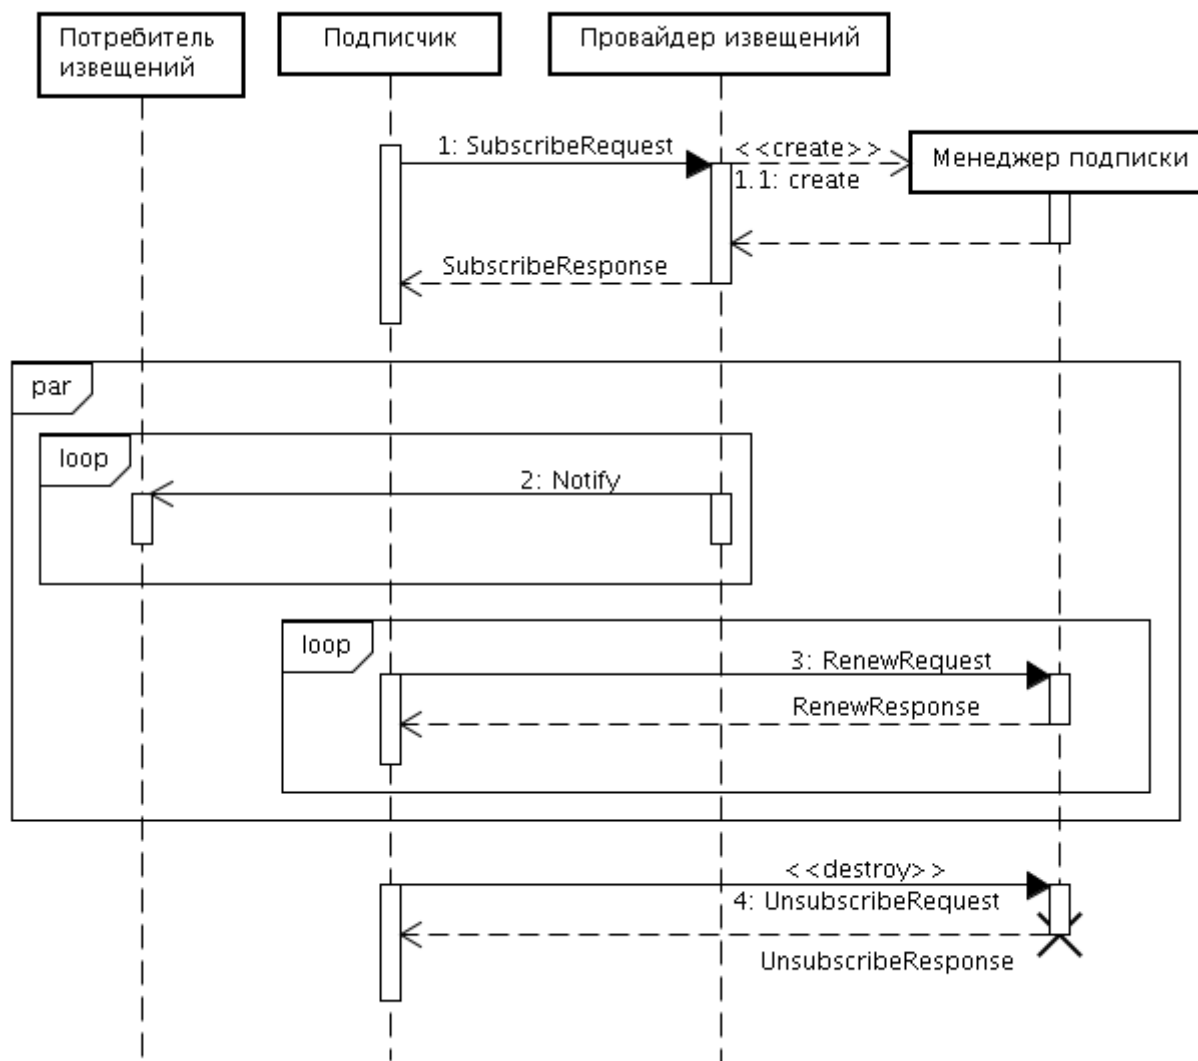 Потребитель
извещений
Подписчик
Провайдер извещений
1: SubscribeRequest
<<create>>
1.1: create
Менеджер подписки
SubscribeResponse
par
loop
2: Notify
loop
3: RenewRequest
RenewResponse
<<destroy>>
4: UnsubscribeRequest
UnsubscribeResponse